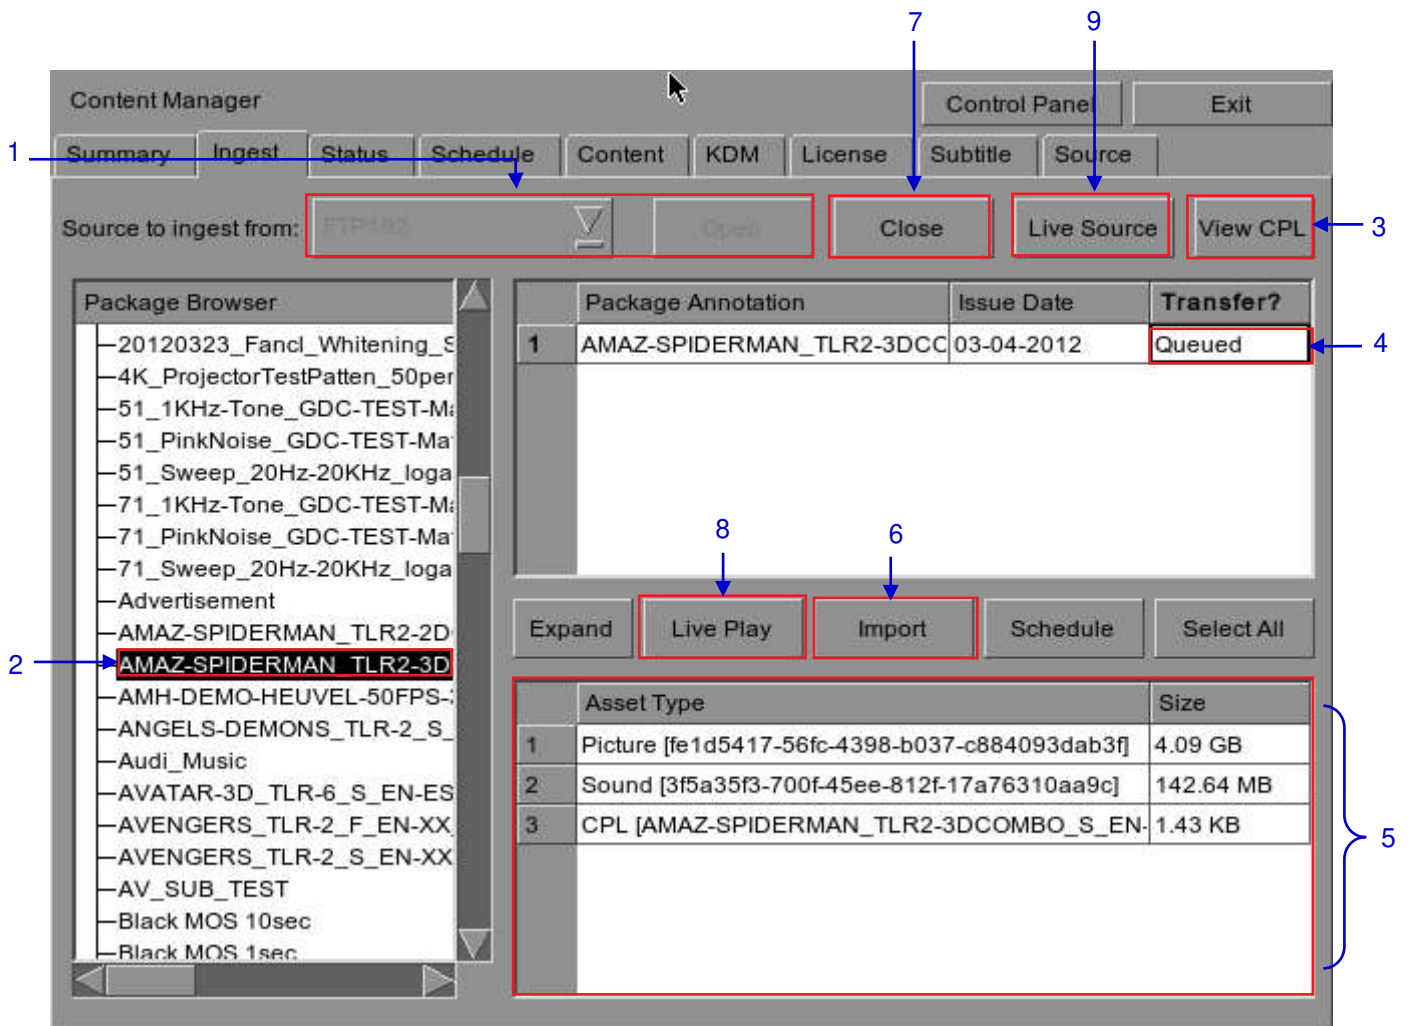 7
9
Content Manager
Control Panel
Exit
1
Summary
Ingest
Status
Schedule
Content
KDM
License
Subtitle
Source
Source to ingest from:
FTP182
Open
Close
Live Source
View CPL
3
Package Browser
20120323_Fancl_Whitening_S
4K_ProjectorTestPatten_50per
51_1KHz-Tone_GDC-TEST-Ma
51_PinkNoise_GDC-TEST-Ma
51_Sweep_20Hz-20KHz_loga
71_1KHz-Tone_GDC-TEST-Ma
71_PinkNoise_GDC-TEST-Ma
71_Sweep_20Hz-20KHz_loga
Advertisement
AMAZ-SPIDERMAN_TLR2-2D
2
AMAZ-SPIDERMAN_TLR2-3D
AMH-DEMO-HEUVEL-50FPS-
ANGELS-DEMONS_TLR-2_S_
Audi_Music
AVATAR-3D_TLR-6_S_EN-ES
AVENGERS_TLR-2_F_EN-XX
AVENGERS_TLR-2_S_EN-XX
AV_SUB_TEST
Black MOS 10sec
Black MOS 1sec
Package Annotation
Issue Date
Transfer?
1
AMAZ-SPIDERMAN_TLR2-3DCC
03-04-2012
Queued
4
8
6
Expand
Live Play
Import
Schedule
Select All
Asset Type
Size
1
Picture [fe1d5417-56fc-4398-b037-c884093dab3f]
4.09 GB
2
Sound [3f5a35f3-700f-45ee-812f-17a76310aa9c]
142.64 MB
3
CPL [AMAZ-SPIDERMAN_TLR2-3DCOMBO_S_EN-
1.43 KB
5